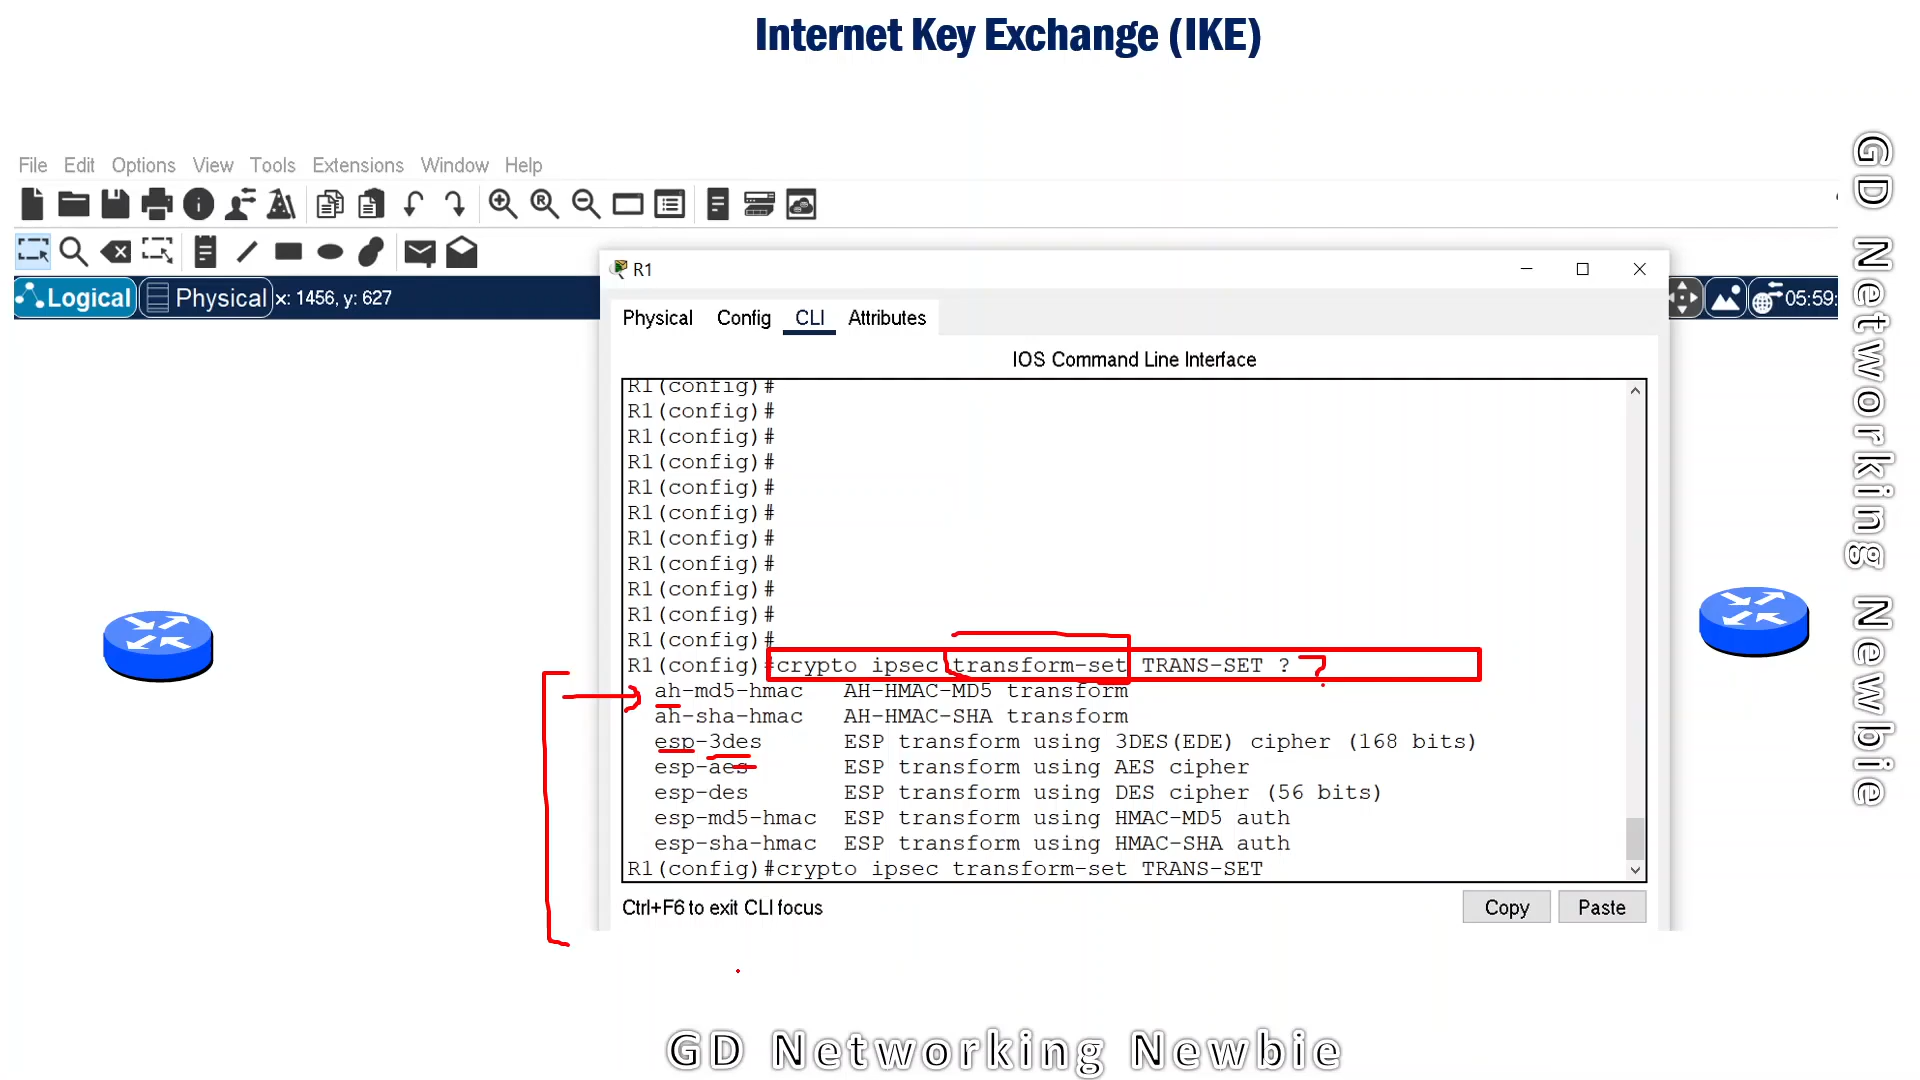 Internet Key Exchange (IKE)
File Edit Options View Tools Extensions Window Help
R1
Logical Physical x: 1456, y: 627
05:59:
Physical Config CLI Attributes
IOS Command Line Interface
R1(config)#
R1(config)#
R1(config)#
R1(config)#
R1(config)#
R1(config)#
R1(config)#
R1(config)#
R1(config)#
R1(config)#
R1(config)#
R1(config)#crypto ipsec transform-set TRANS-SET ? ?
ah-md5-hmac AH-HMAC-MD5 transform
ah-sha-hmac AH-HMAC-SHA transform
esp-3des ESP transform using 3DES(EDE) cipher (168 bits)
esp-aes ESP transform using AES cipher
esp-des ESP transform using DES cipher (56 bits)
esp-md5-hmac ESP transform using HMAC-MD5 auth
esp-sha-hmac ESP transform using HMAC-SHA auth
R1(config)#crypto ipsec transform-set TRANS-SET
Ctrl+F6 to exit CLI focus
Copy Paste
GD Networking Newbie
GD Networking Newbie